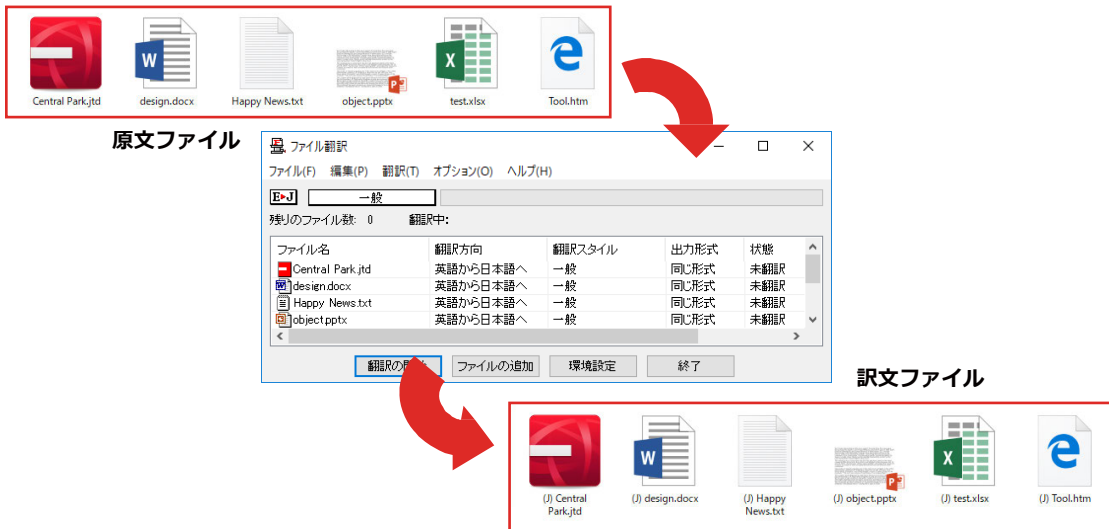 Central Park.jtd
design.docx
Happy News.txt
object.pptx
test.xlsx
Tool.htm
原文ファイル
ファイル翻訳
ファイル(F) 編集(P) 翻訳(T) オプション(O) ヘルプ(H)
E▸J 一般
残りのファイル数: 0 翻訳中:
ファイル名 翻訳方向 翻訳スタイル 出力形式 状態
Central Park.jtd 英語から日本語へ 一般 同じ形式 未翻訳
design.docx 英語から日本語へ 一般 同じ形式 未翻訳
Happy News.txt 英語から日本語へ 一般 同じ形式 未翻訳
object.pptx 英語から日本語へ 一般 同じ形式 未翻訳
翻訳の ファイルの追加 環境設定 終了
訳文ファイル
(J) Central
Park.jtd
(J) design.docx
(J) Happy
News.txt
(J) object.pptx
(J) test.xlsx
(J) Tool.htm